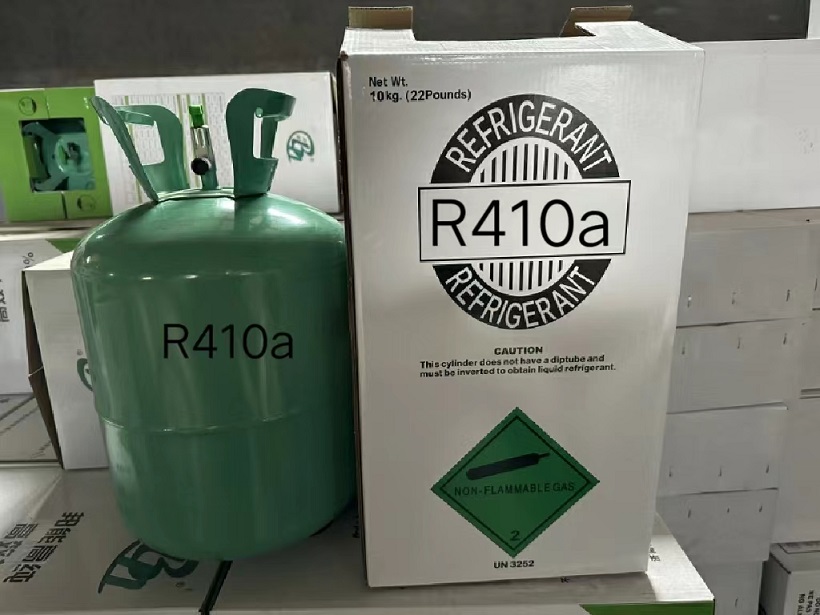 Net Wt.
10kg. (22Pounds)
REFRIGERANT
R410a
REFRIGERANT
R410a
CAUTION
This cylinder does not have a diptube and
must be inverted to obtain liquid refrigerant.
NON-FLAMMABLE GAS
2
UN 3252